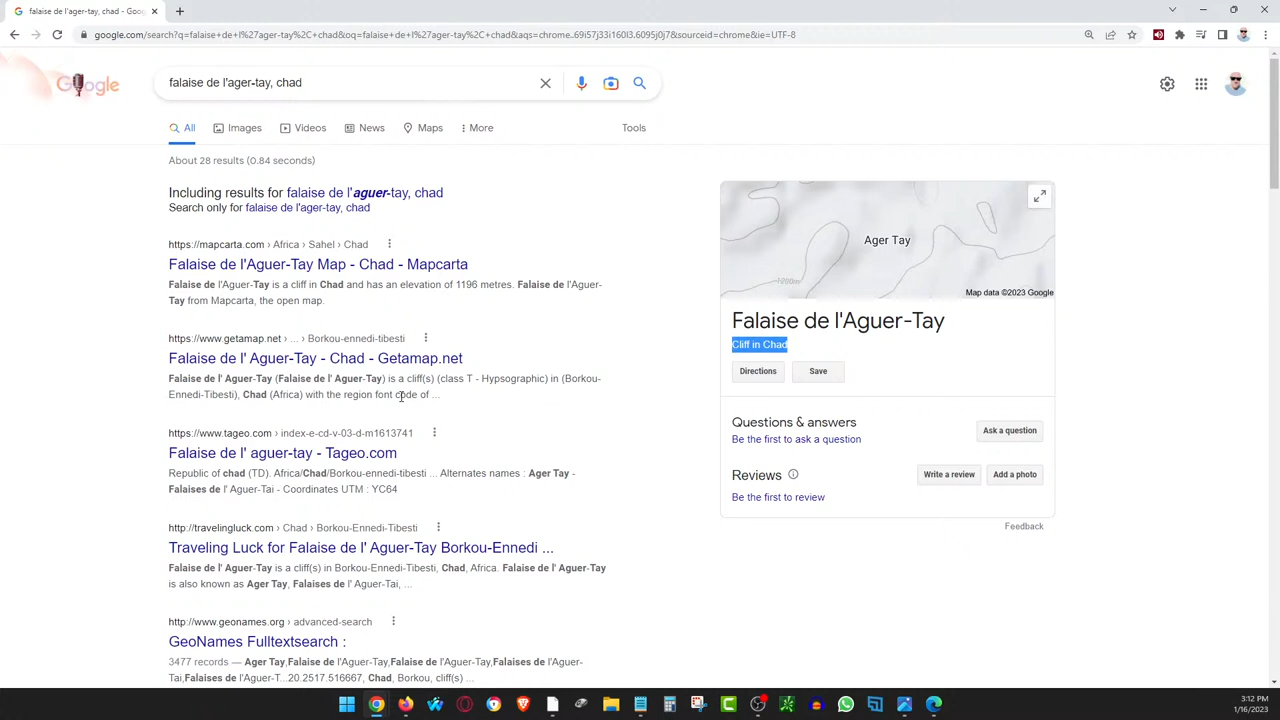 falaise de l'ager-tay, chad - Goo
google.com/search?q=falaise+de+l%27ager-tay%2C+chad&oq=falaise+de+l%27ager-tay%2C+chad&aqs=chrome..69i57j33i160l3.6095j0j7&sourceid=chrome&ie=UTF-8
Google
falaise de l'ager-tay, chad
All Images Videos News Maps More Tools
About 28 results (0.84 seconds)
Including results for falaise de l'aguer-tay, chad
Search only for falaise de l'ager-tay, chad
https://mapcarta.com › Africa › Sahel › Chad
Falaise de l'Aguer-Tay Map - Chad - Mapcarta
Falaise de l'Aguer-Tay is a cliff in Chad and has an elevation of 1196 metres. Falaise de l'Aguer-
Tay from Mapcarta, the open map.
https://www.getamap.net › ... › Borkou-ennedi-tibesti
Falaise de l' Aguer-Tay - Chad - Getamap.net
Falaise de l' Aguer-Tay (Falaise de l' Aguer-Tay) is a cliff(s) (class T - Hypsographic) in (Borkou-
Ennedi-Tibesti), Chad (Africa) with the region font code of ...
https://www.tageo.com › index-e-cd-v-03-d-m1613741
Falaise de l' aguer-tay - Tageo.com
Republic of chad (TD). Africa/Chad/Borkou-ennedi-tibesti ... Alternates names : Ager Tay -
Falaises de l' Aguer-Tai - Coordinates UTM : YC64
http://travelingluck.com › Chad › Borkou-Ennedi-Tibesti
Traveling Luck for Falaise de l' Aguer-Tay Borkou-Ennedi ...
Falaise de l' Aguer-Tay is a cliff(s) in Borkou-Ennedi-Tibesti, Chad, Africa. Falaise de l' Aguer-Tay
is also known as Ager Tay, Falaises de l' Aguer-Tai, ...
http://www.geonames.org › advanced-search
GeoNames Fulltextsearch :
3477 records — Ager Tay,Falaise de l'Aguer-Tay,Falaise de l'Aguer-Tay,Falaises de l'Aguer-
Tai,Falaises de l'Aguer-T...20.2517.516667, Chad, Borkou, cliff(s) ...
Ager Tay
1200m
Map data ©2023 Google
Falaise de l'Aguer-Tay
Cliff in Chad
Directions Save
Questions & answers
Be the first to ask a question
Ask a question
Reviews
Write a review Add a photo
Be the first to review
Feedback
3:12 PM
1/16/2023